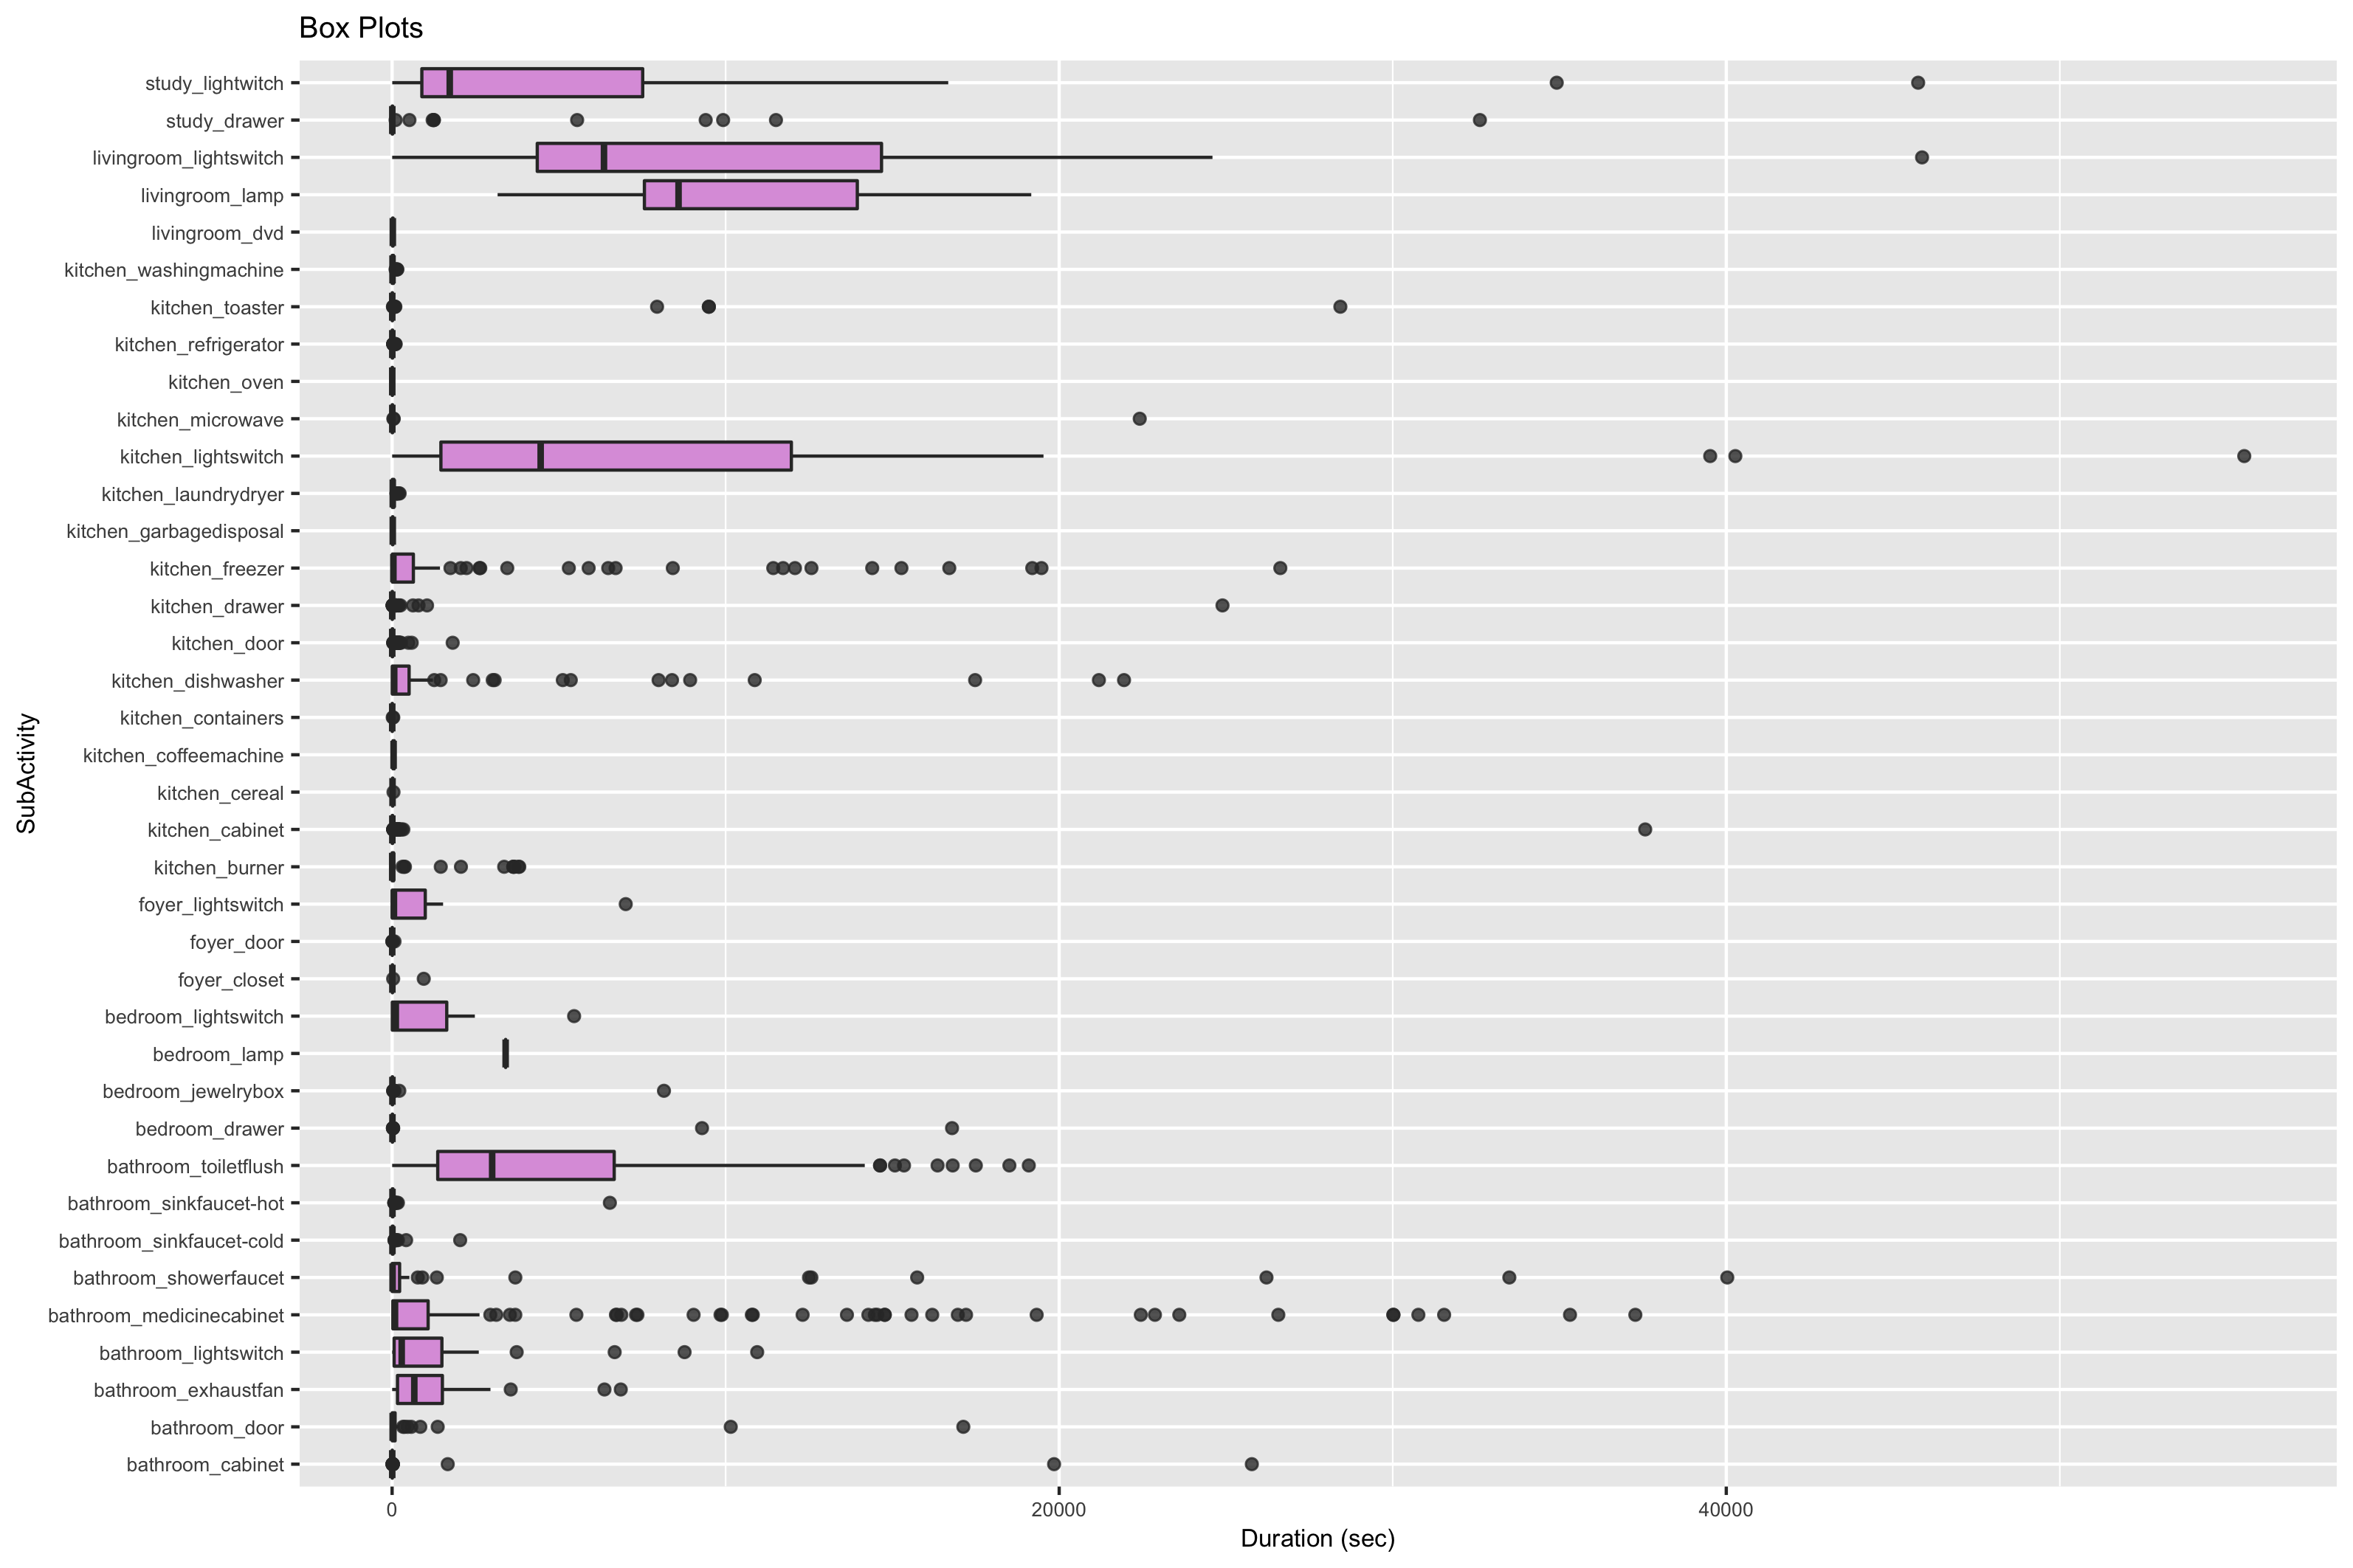 Box Plots
study_lightwitch
study_drawer
livingroom_lightswitch
livingroom_lamp
livingroom_dvd
kitchen_washingmachine
kitchen_toaster
kitchen_refrigerator
kitchen_oven
kitchen_microwave
kitchen_lightswitch
kitchen_laundrydryer
kitchen_garbagedisposal
kitchen_freezer
kitchen_drawer
kitchen_door
kitchen_dishwasher
kitchen_containers
kitchen_coffeemachine
kitchen_cereal
kitchen_cabinet
kitchen_burner
foyer_lightswitch
foyer_door
foyer_closet
bedroom_lightswitch
bedroom_lamp
bedroom_jewelrybox
bedroom_drawer
bathroom_toiletflush
bathroom_sinkfaucet-hot
bathroom_sinkfaucet-cold
bathroom_showerfaucet
bathroom_medicinecabinet
bathroom_lightswitch
bathroom_exhaustfan
bathroom_door
bathroom_cabinet
SubActivity
0 20000 40000
Duration (sec)